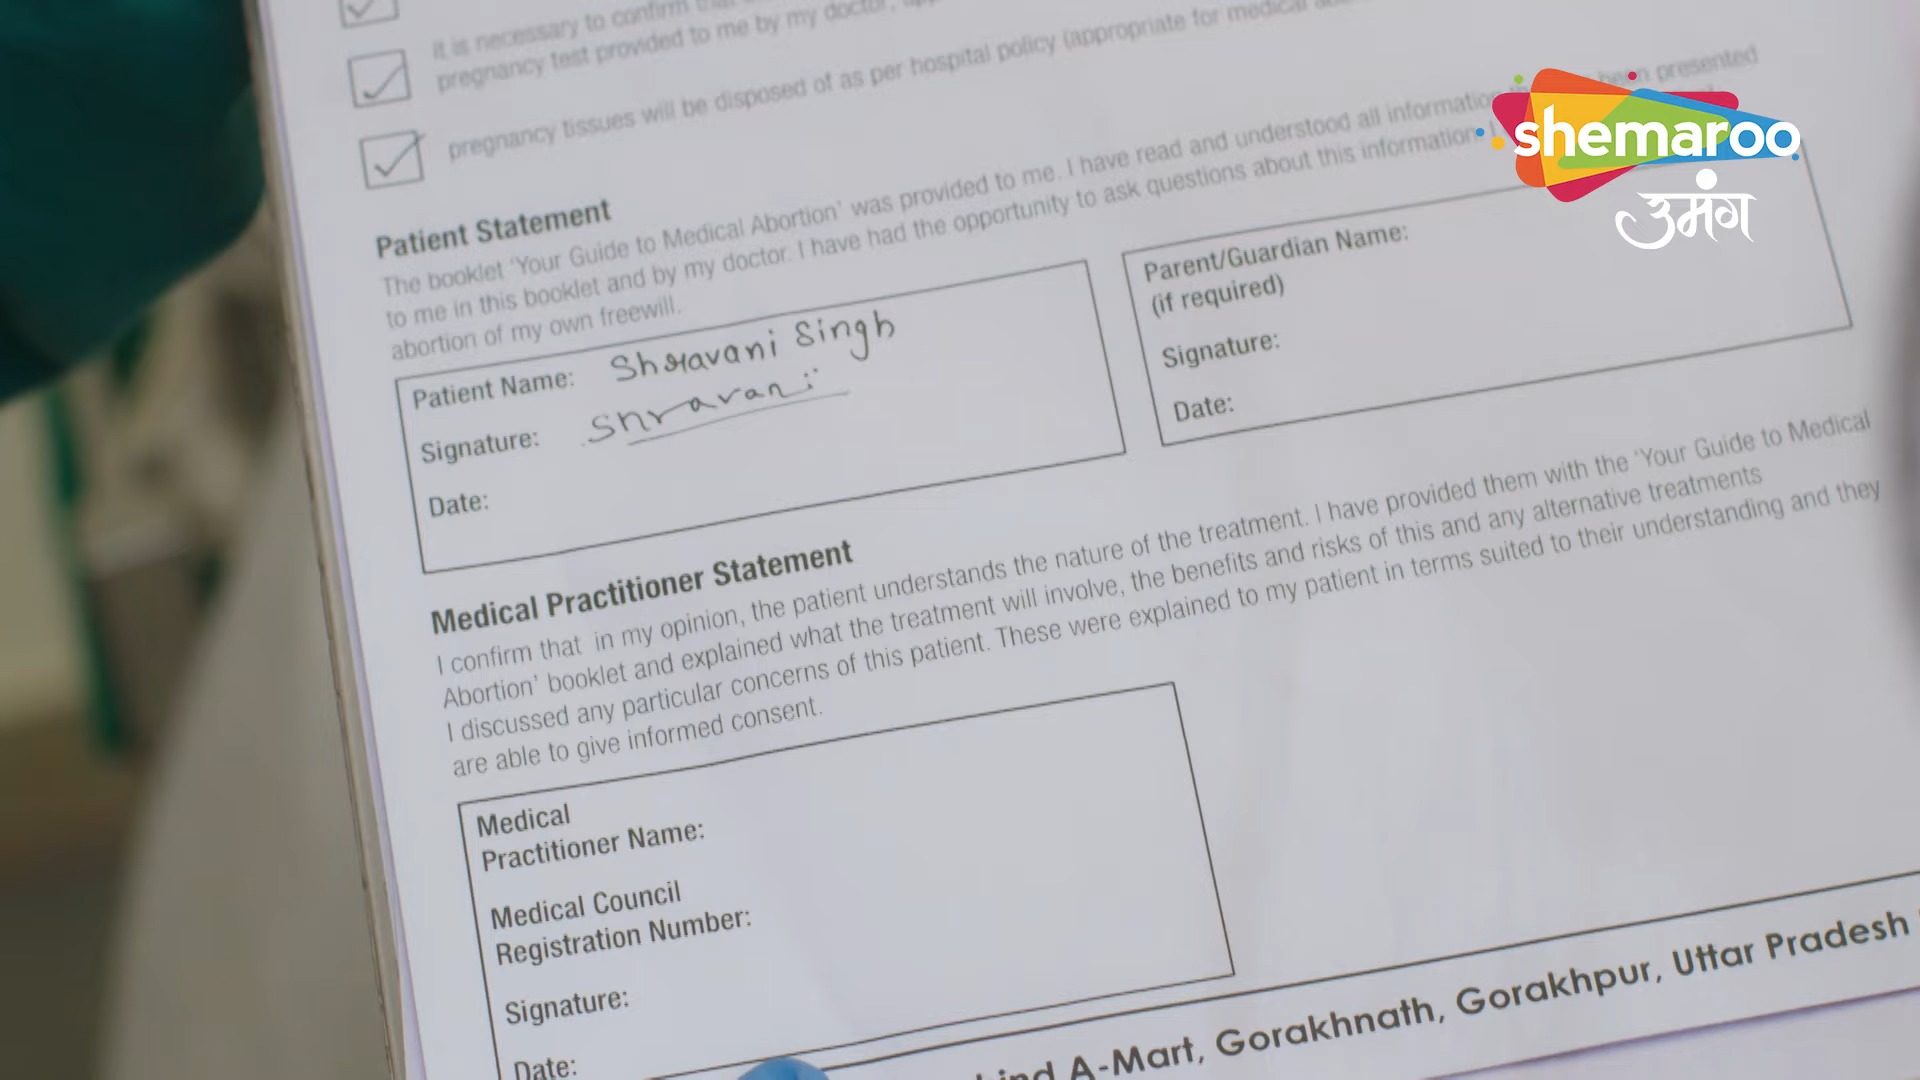 it is necessary to confirm that
pregnancy test provided to me by my doctor,
pregnancy tissues will be disposed of as per hospital policy (appropriate for medical
Patient Statement
The booklet 'Your Guide to Medical Abortion' was provided to me. I have read and understood all information been presented
to me in this booklet and by my doctor. I have had the opportunity to ask questions about this information. I
abortion of my own freewill.
Patient Name: Shravani Singh
Signature: Shravani
Date:
Parent/Guardian Name:
(if required)
Signature:
Date:
Medical Practitioner Statement
I confirm that in my opinion, the patient understands the nature of the treatment. I have provided them with the 'Your Guide to Medical
Abortion' booklet and explained what the treatment will involve, the benefits and risks of this and any alternative treatments
I discussed any particular concerns of this patient. These were explained to my patient in terms suited to their understanding and they
are able to give informed consent.
Medical
Practitioner Name:
Medical Council
Registration Number:
Signature:
Date:
A-Mart, Gorakhnath, Gorakhpur, Uttar Pradesh
shemaroo
उमंग